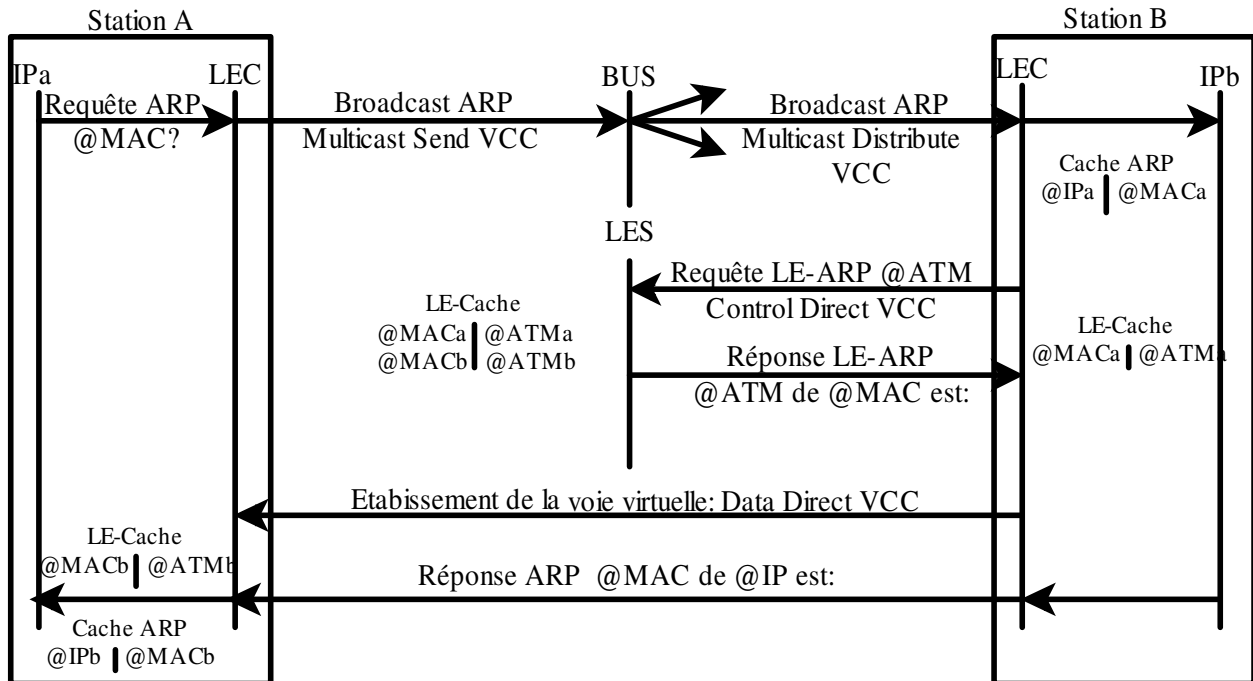 Station A
Station B
IPa
LEC
BUS
LEC
IPb
Requête ARP
@MAC?
Broadcast ARP
Multicast Send VCC
Broadcast ARP
Multicast Distribute
VCC
Cache ARP
@IPa @MACa
LES
Requête LE-ARP @ATM
Control Direct VCC
LE-Cache
@MACa @ATMa
@MACb @ATMb
LE-Cache
@MACa @ATMa
Réponse LE-ARP
@ATM de @MAC est:
Etabissement de la voie virtuelle: Data Direct VCC
LE-Cache
@MACb @ATMb
Réponse ARP @MAC de @IP est:
Cache ARP
@IPb @MACb